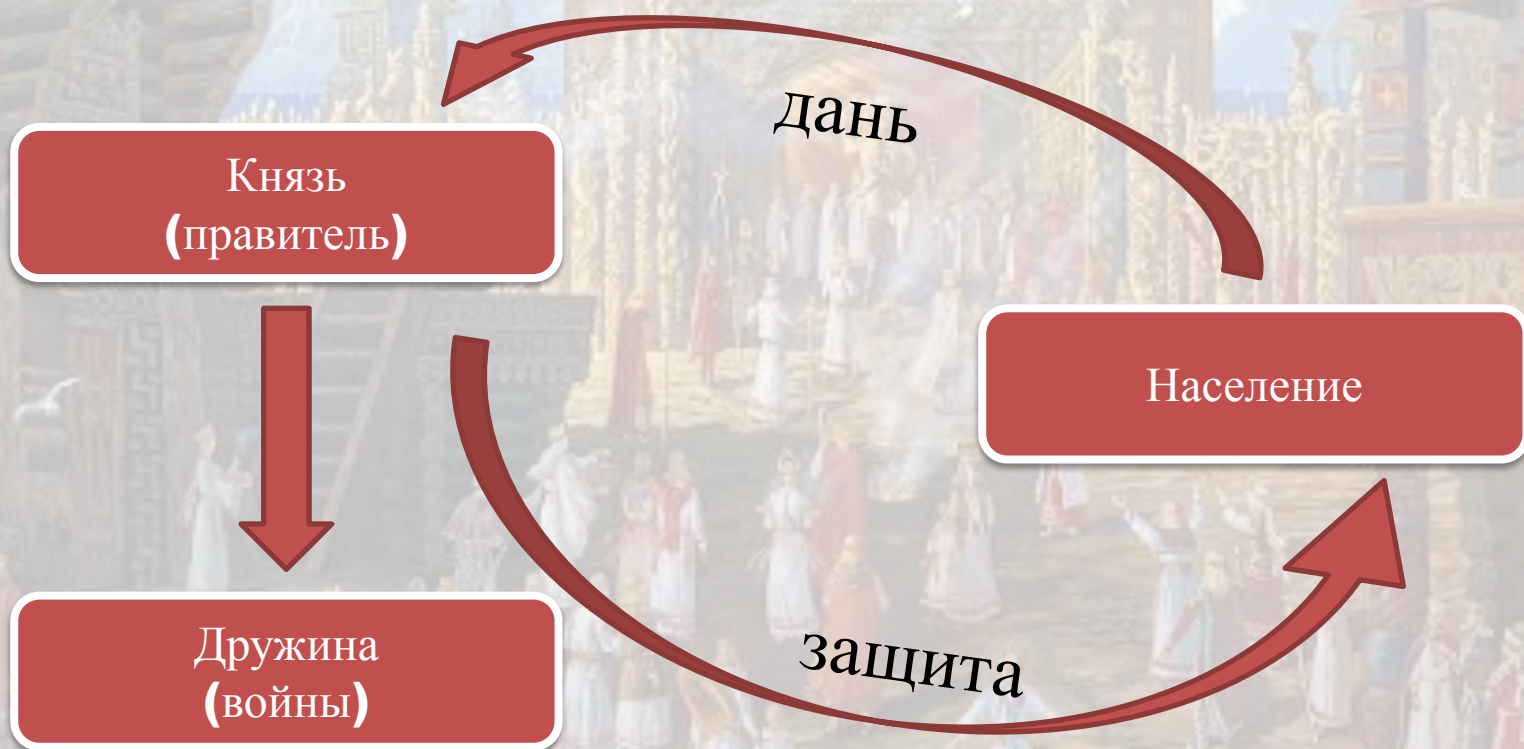 дань
Князь
(правитель)
Население
Дружина
(войны)
защита